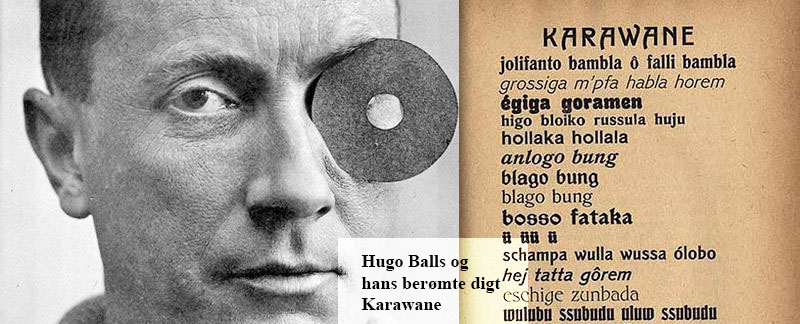 Hugo Balls og
hans berømte digt
Karawane
KARAWANE
jolifanto bambla ô falli bambla
grossiga m'pfa habla horem
égiga goramen
higo bloiko russula huju
hollaka hollala
anlogo bung
blago bung
blago bung
bosso fataka
ü üü ü
schampa wulla wussa ólobo
hej tatta gôrem
eschige zunbada
wulubu ssubudu uluw ssubudu